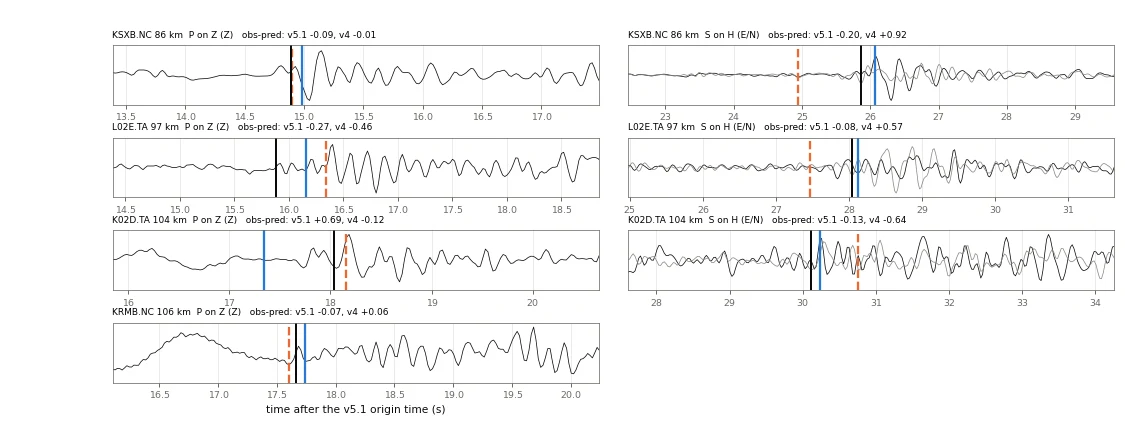 KSXB.NC 86 km  P on Z (Z)   obs-pred: v5.1 -0.09, v4 -0.01
13.5 14.0 14.5 15.0 15.5 16.0 16.5 17.0
KSXB.NC 86 km  S on H (E/N)   obs-pred: v5.1 -0.20, v4 +0.92
23 24 25 26 27 28 29
L02E.TA 97 km  P on Z (Z)   obs-pred: v5.1 -0.27, v4 -0.46
14.5 15.0 15.5 16.0 16.5 17.0 17.5 18.0 18.5
L02E.TA 97 km  S on H (E/N)   obs-pred: v5.1 -0.08, v4 +0.57
25 26 27 28 29 30 31
K02D.TA 104 km  P on Z (Z)   obs-pred: v5.1 +0.69, v4 -0.12
16 17 18 19 20
K02D.TA 104 km  S on H (E/N)   obs-pred: v5.1 -0.13, v4 -0.64
28 29 30 31 32 33 34
KRMB.NC 106 km  P on Z (Z)   obs-pred: v5.1 -0.07, v4 +0.06
16.5 17.0 17.5 18.0 18.5 19.0 19.5 20.0
time after the v5.1 origin time (s)